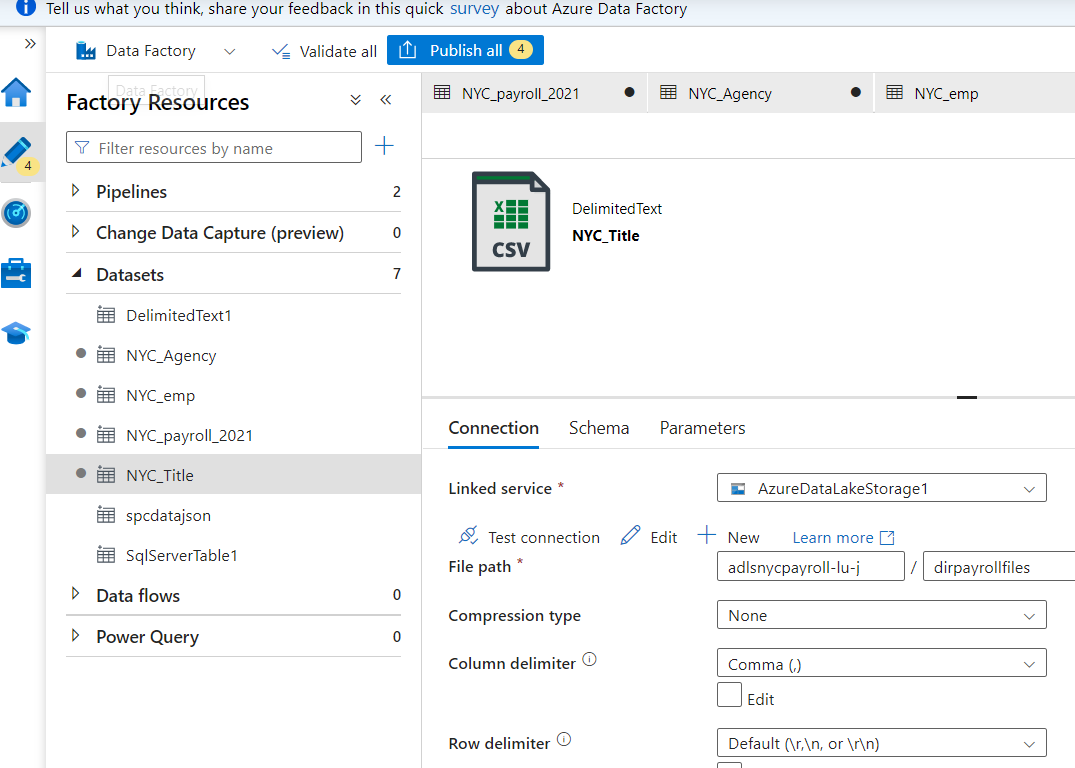 Tell us what you think, share your feedback in this quick survey about Azure Data Factory
Data Factory
Validate all
Publish all 4
Data Factory
Factory Resources
NYC_payroll_2021
NYC_Agency
NYC_emp
Filter resources by name
4
Pipelines 2
Change Data Capture (preview) 0
Datasets 7
DelimitedText1
NYC_Agency
NYC_emp
NYC_payroll_2021
NYC_Title
spcdatajson
SqlServerTable1
Data flows 0
Power Query 0
X
CSV
DelimitedText
NYC_Title
Connection Schema Parameters
Linked service * AzureDataLakeStorage1
Test connection Edit New Learn more
File path * adlsnycpayroll-lu-j / dirpayrollfiles
Compression type None
Column delimiter Comma (,)
Edit
Row delimiter Default (\r,\n, or \r\n)